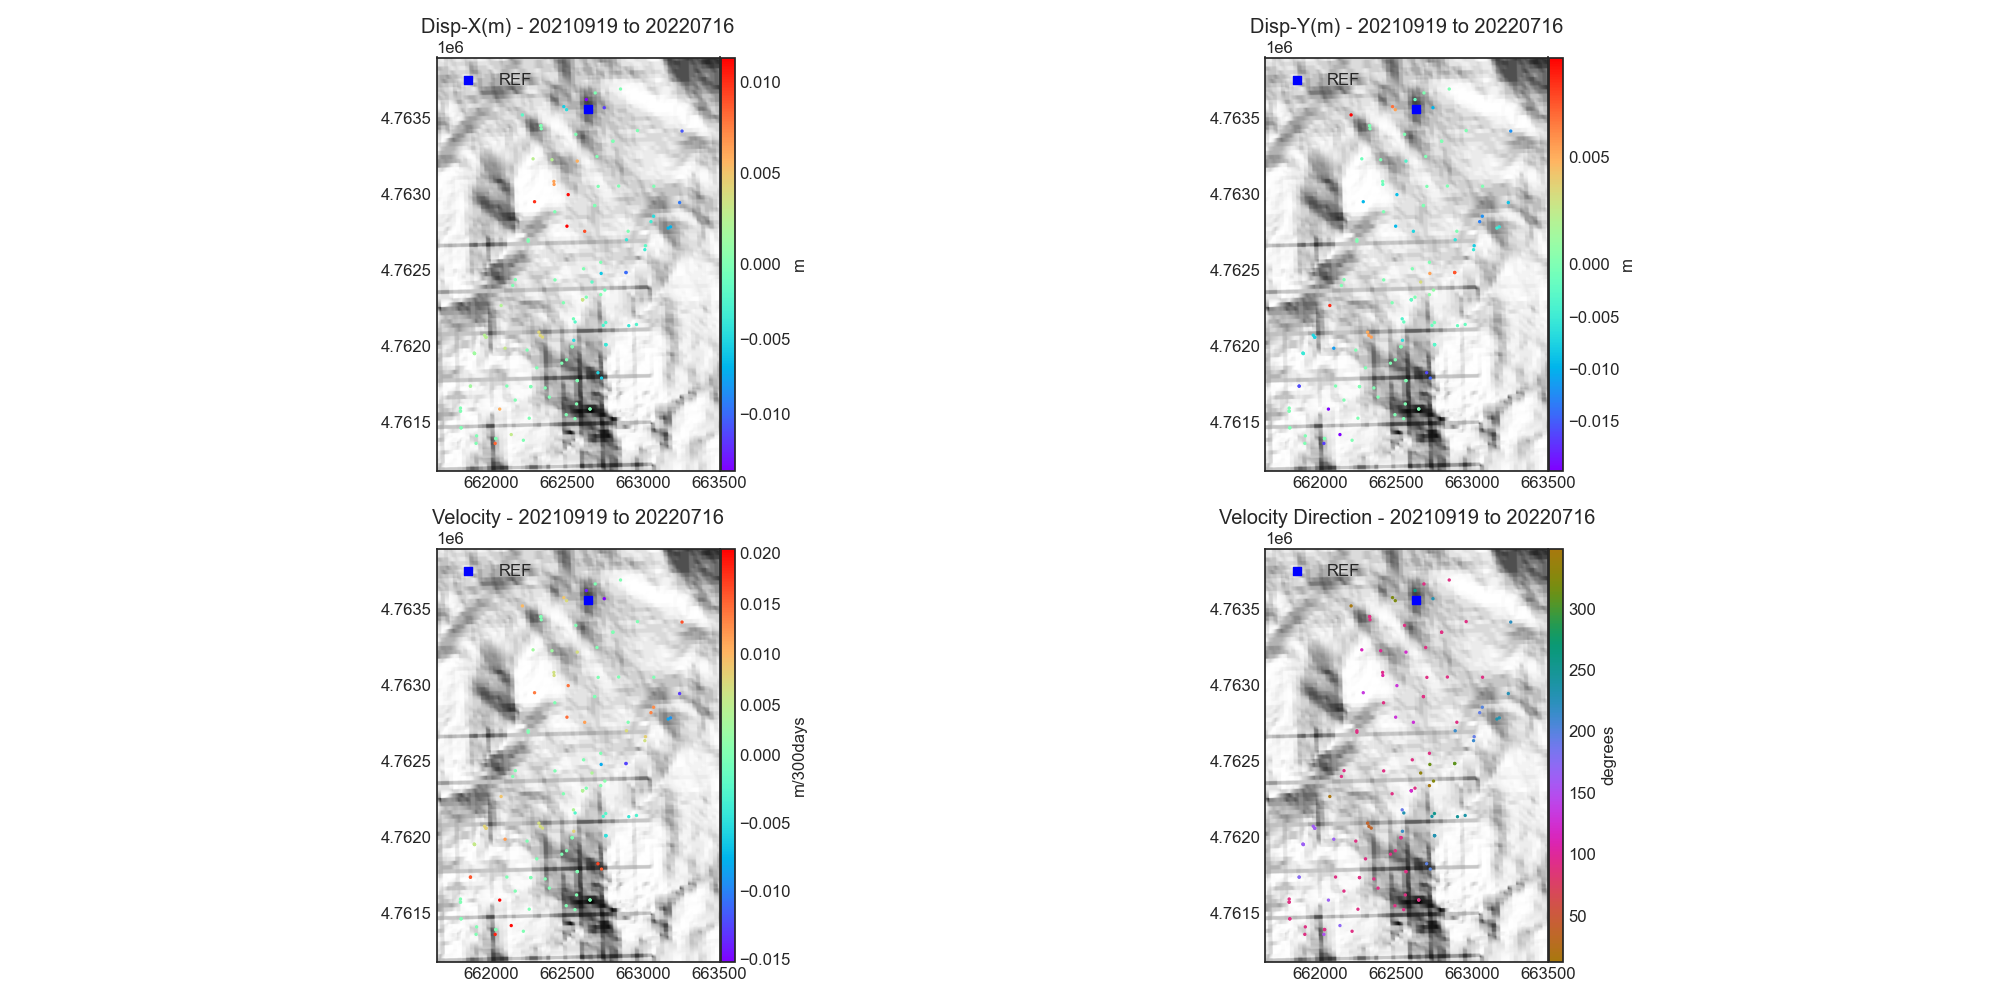 Disp-X(m) - 20210919 to 20220716
1e6
REF
4.7635
4.7630
4.7625
4.7620
4.7615
662000 662500 663000 663500
0.010
0.005
0.000
−0.005
−0.010
m
Disp-Y(m) - 20210919 to 20220716
1e6
REF
4.7635
4.7630
4.7625
4.7620
4.7615
662000 662500 663000 663500
0.005
0.000
−0.005
−0.010
−0.015
m
Velocity - 20210919 to 20220716
1e6
REF
4.7635
4.7630
4.7625
4.7620
4.7615
662000 662500 663000 663500
0.020
0.015
0.010
0.005
0.000
−0.005
−0.010
−0.015
m/300days
Velocity Direction - 20210919 to 20220716
1e6
REF
4.7635
4.7630
4.7625
4.7620
4.7615
662000 662500 663000 663500
300
250
200
150
100
50
degrees